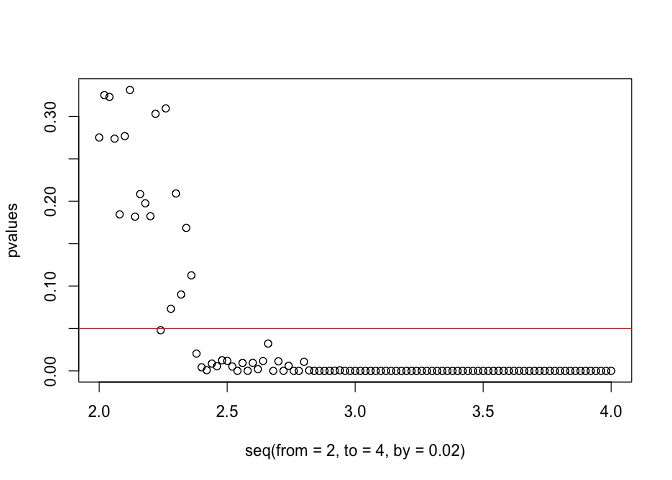 0.30
0.20
pvalues
0.10
0.00
2.0 2.5 3.0 3.5 4.0
seq(from = 2, to = 4, by = 0.02)